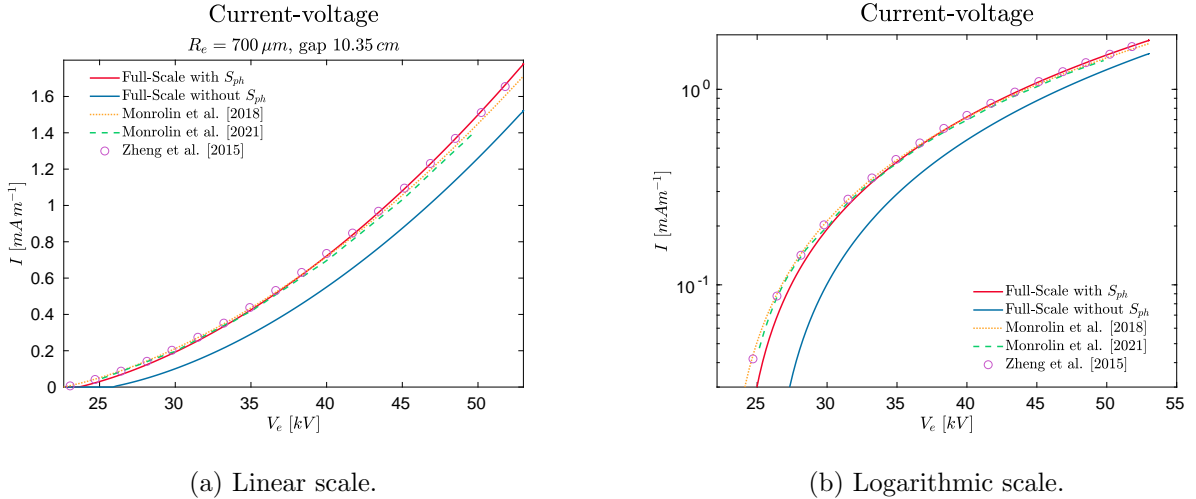 Current-voltage
R_e = 700 μm, gap 10.35 cm
Full-Scale with S_ph
Full-Scale without S_ph
Monrolin et al. [2018]
Monrolin et al. [2021]
Zheng et al. [2015]
1.6
1.4
1.2
1
0.8
0.6
0.4
0.2
0
I [mA m⁻¹]
25 30 35 40 45 50
V_e [kV]
(a) Linear scale.
Current-voltage
10⁰
10⁻¹
I [mAm⁻¹]
Full-Scale with S_ph
Full-Scale without S_ph
Monrolin et al. [2018]
Monrolin et al. [2021]
Zheng et al. [2015]
25 30 35 40 45 50 55
V_e [kV]
(b) Logarithmic scale.